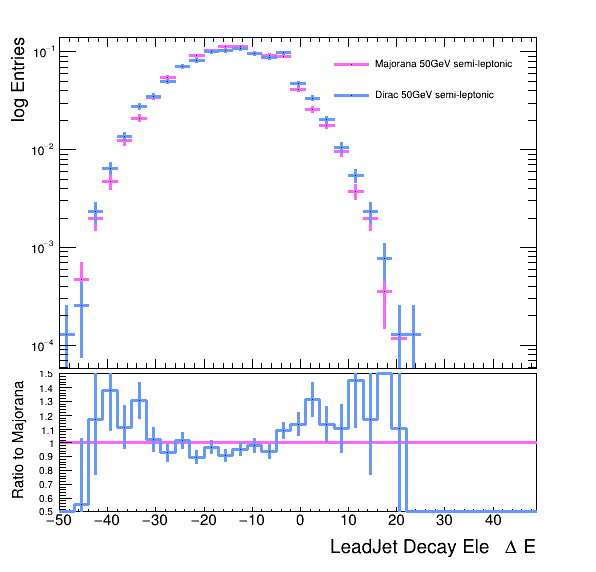 log Entries
10⁻¹
10⁻²
10⁻³
10⁻⁴
Majorana 50GeV semi-leptonic
Dirac 50GeV semi-leptonic
Ratio to Majorana
1.5
1.4
1.3
1.2
1.1
1
0.9
0.8
0.7
0.6
0.5
−50 −40 −30 −20 −10 0 10 20 30 40
LeadJet Decay Ele Δ E